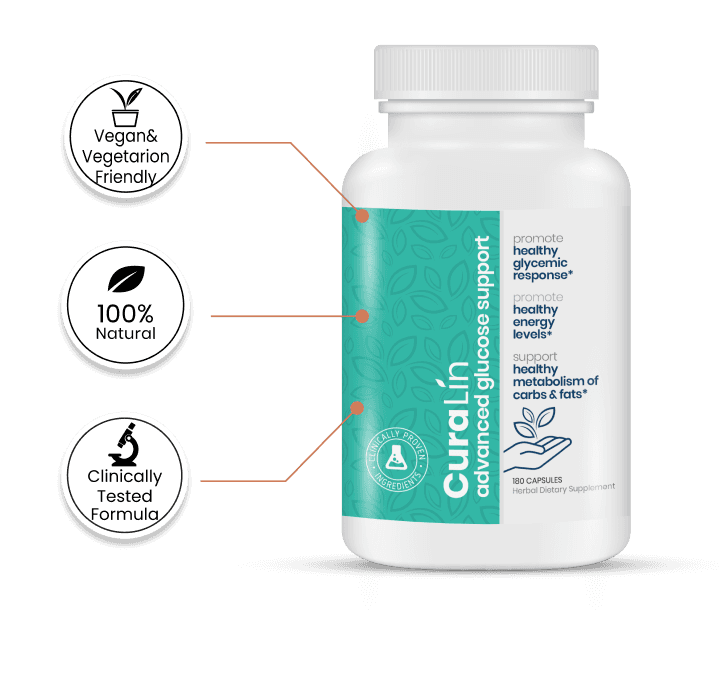 Vegan&
Vegetarian
Friendly
100%
Natural
Clinically
Tested
Formula
CuraLin
advanced glucose support
CLINICALLY PROVEN
INGREDIENTS
promote
healthy
glycemic
response*
promote
healthy
energy
levels*
support
healthy
metabolism of
carbs & fats*
180 CAPSULES
Herbal Dietary Supplement